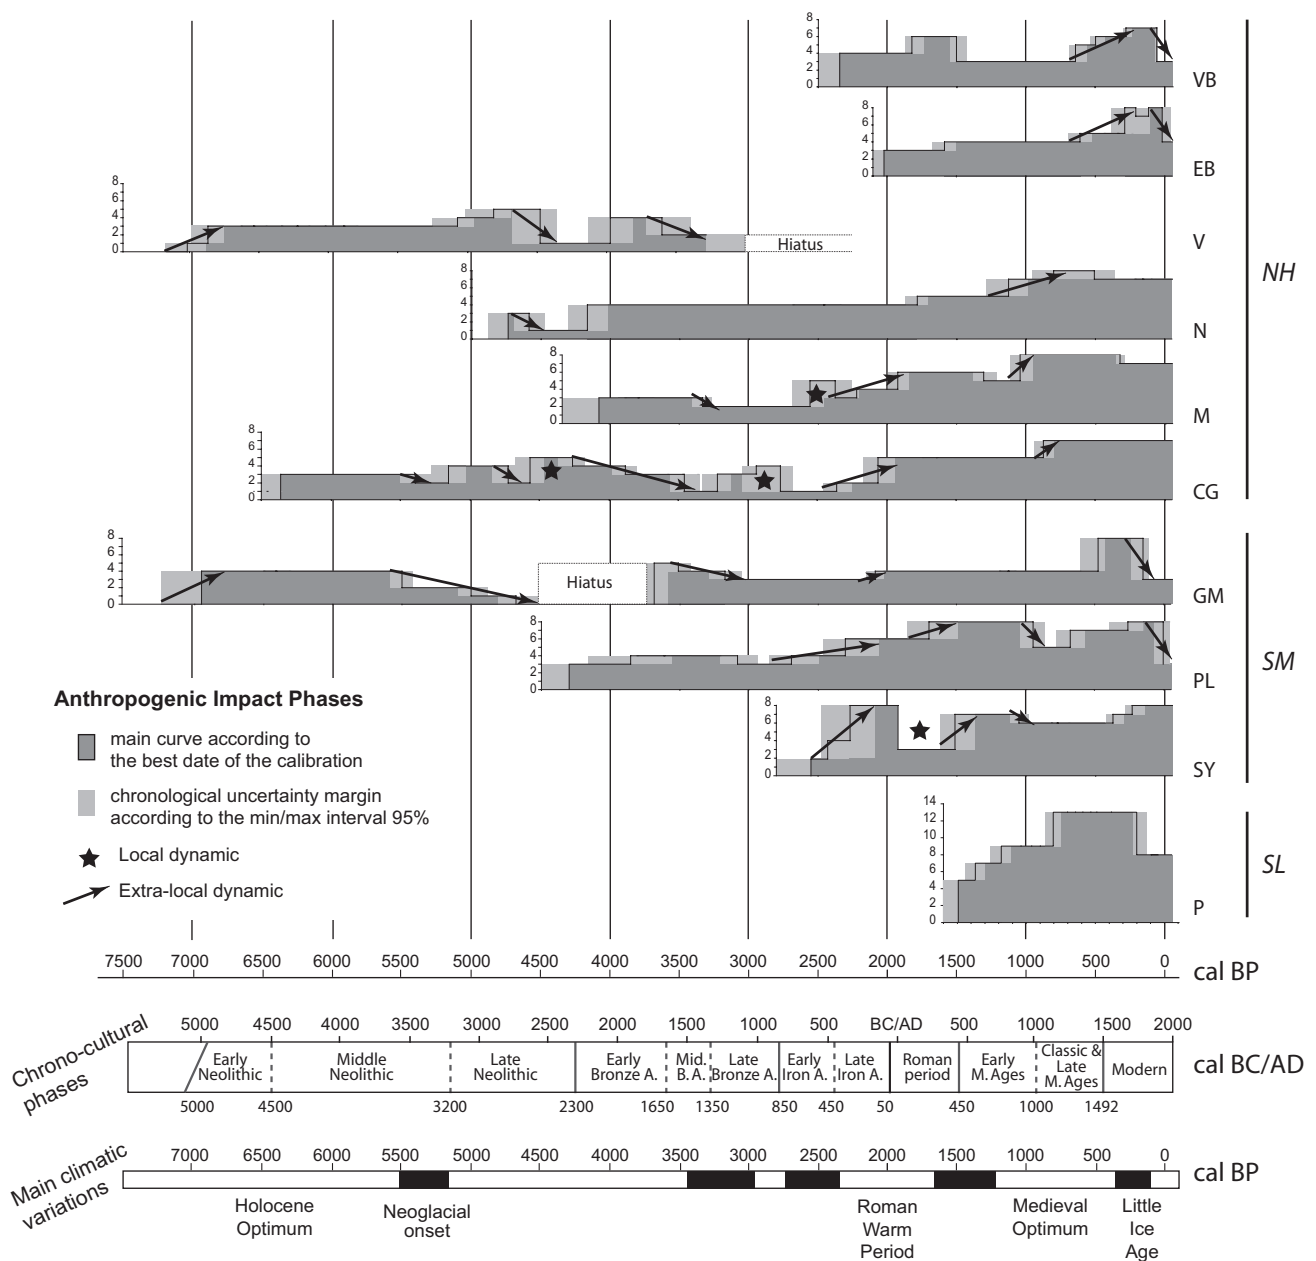 8
6
4
2
0
VB
8
6
4
2
0
EB
8
6
4
2
0
Hiatus
V
NH
8
6
4
2
0
N
8
6
4
2
0
M
8
6
4
2
0
CG
8
6
4
2
0
Hiatus
GM
8
6
4
2
0
PL
SM
Anthropogenic Impact Phases
main curve according to
the best date of the calibration
chronological uncertainty margin
according to the min/max interval 95%
Local dynamic
Extra-local dynamic
8
6
4
2
0
SY
14
12
10
8
6
4
2
0
P
SL
7500 7000 6500 6000 5500 5000 4500 4000 3500 3000 2500 2000 1500 1000 500 0 cal BP
Chrono-cultural
phases
5000 4500 4000 3500 3000 2500 2000 1500 1000 500 BC/AD 500 1000 1500 2000
Early
Neolithic
Middle
Neolithic
Late
Neolithic
Early
Bronze A.
Mid.
B. A.
Late
Bronze A.
Early
Iron A.
Late
Iron A.
Roman
period
Early
M. Ages
Classic &
Late
M. Ages
Modern
cal BC/AD
5000 4500 3200 2300 1650 1350 850 450 50 450 1000 1492
Main climatic
variations
7000 6500 6000 5500 5000 4500 4000 3500 3000 2500 2000 1500 1000 500 0 cal BP
Holocene
Optimum
Neoglacial
onset
Roman
Warm
Period
Medieval
Optimum
Little
Ice
Age